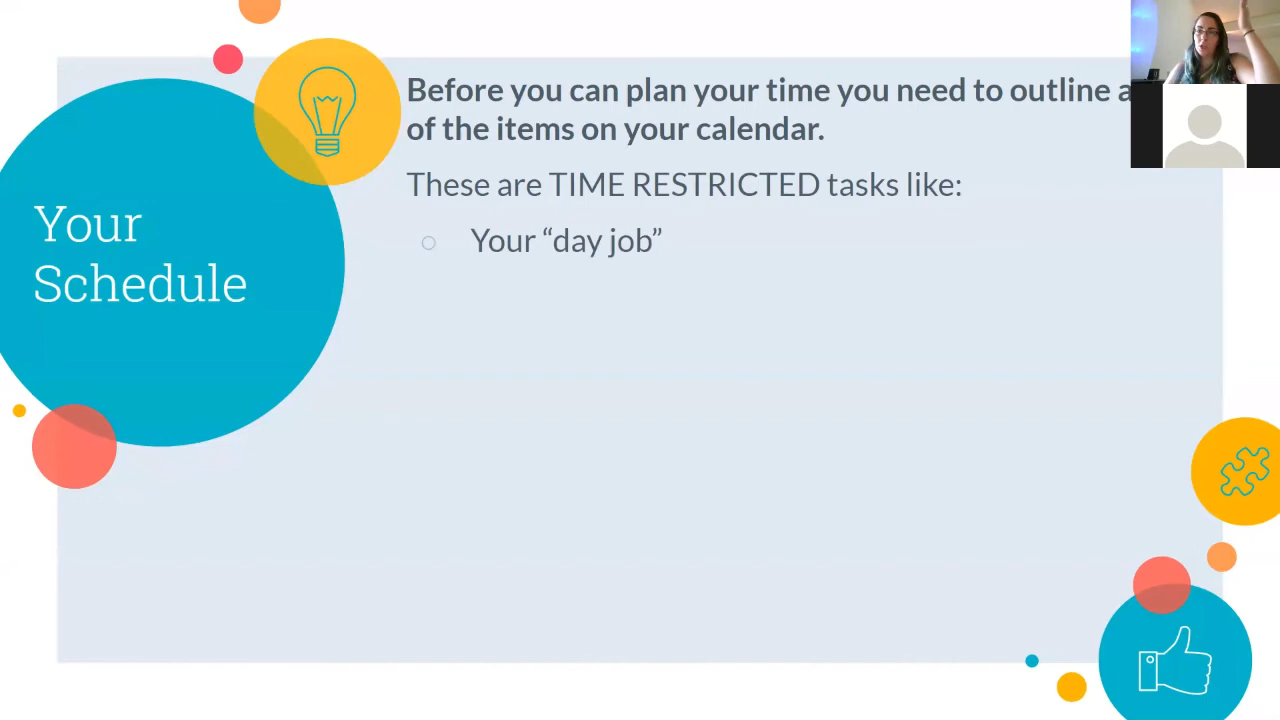 Your
Schedule
Before you can plan your time you need to outline
of the items on your calendar.
These are TIME RESTRICTED tasks like:
Your “day job”